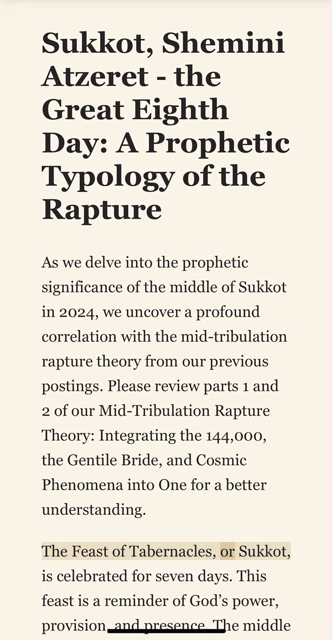 Sukkot, Shemini
Atzeret - the
Great Eighth
Day: A Prophetic
Typology of the
Rapture
As we delve into the prophetic
significance of the middle of Sukkot
in 2024, we uncover a profound
correlation with the mid-tribulation
rapture theory from our previous
postings. Please review parts 1 and
2 of our Mid-Tribulation Rapture
Theory: Integrating the 144,000,
the Gentile Bride, and Cosmic
Phenomena into One for a better
understanding.
The Feast of Tabernacles, or Sukkot,
is celebrated for seven days. This
feast is a reminder of God's power,
provision, and presence. The middle